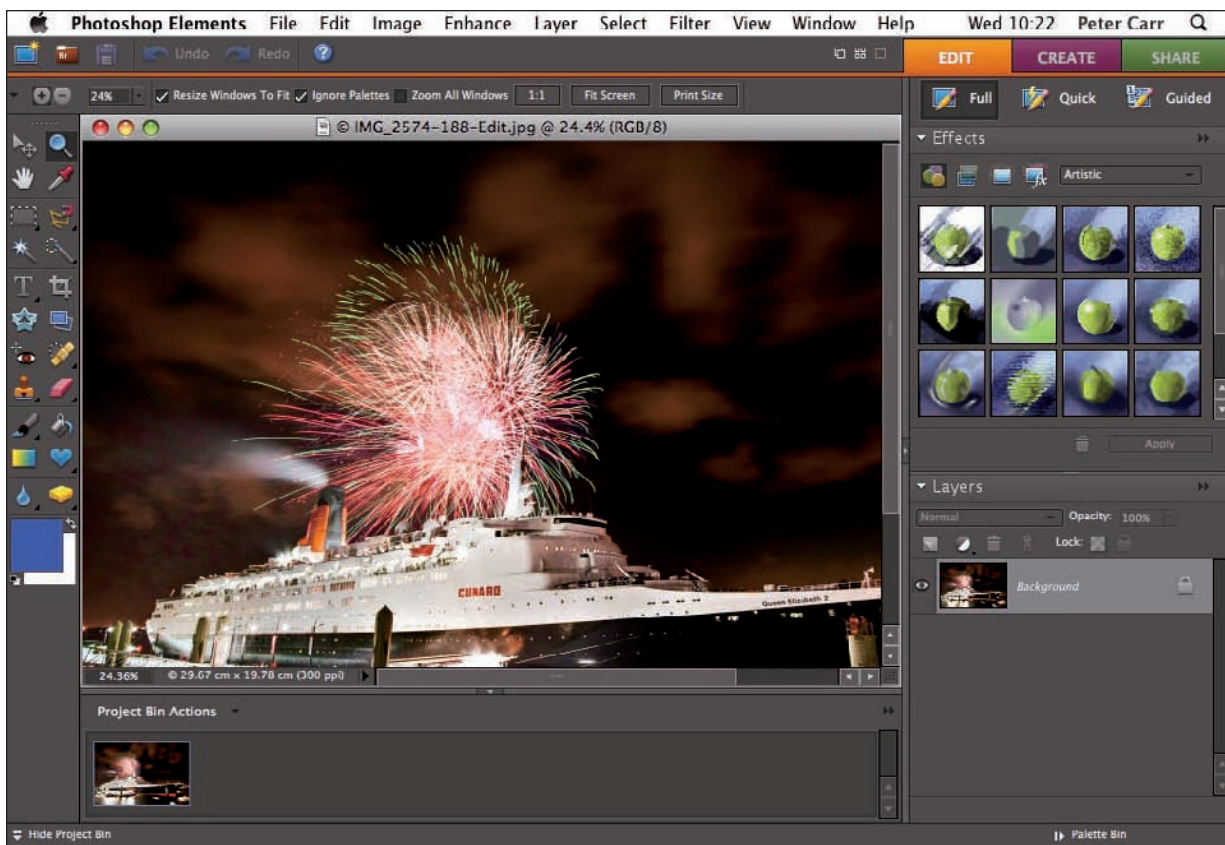 Photoshop Elements File Edit Image Enhance Layer Select Filter View Window Help Wed 10:22 Peter Carr
Br Undo Redo ? EDIT CREATE SHARE
24% Resize Windows To Fit Ignore Palettes Zoom All Windows 1:1 Fit Screen Print Size
Full Quick Guided
© IMG_2574-188-Edit.jpg @ 24.4% (RGB/8)
Effects
Artistic
Apply
Layers
Normal Opacity: 100%
Lock:
Background
CUNARD
Queen Elizabeth 2
24.36% © 29.67 cm x 19.78 cm (300 ppi)
Project Bin Actions
Hide Project Bin Palette Bin